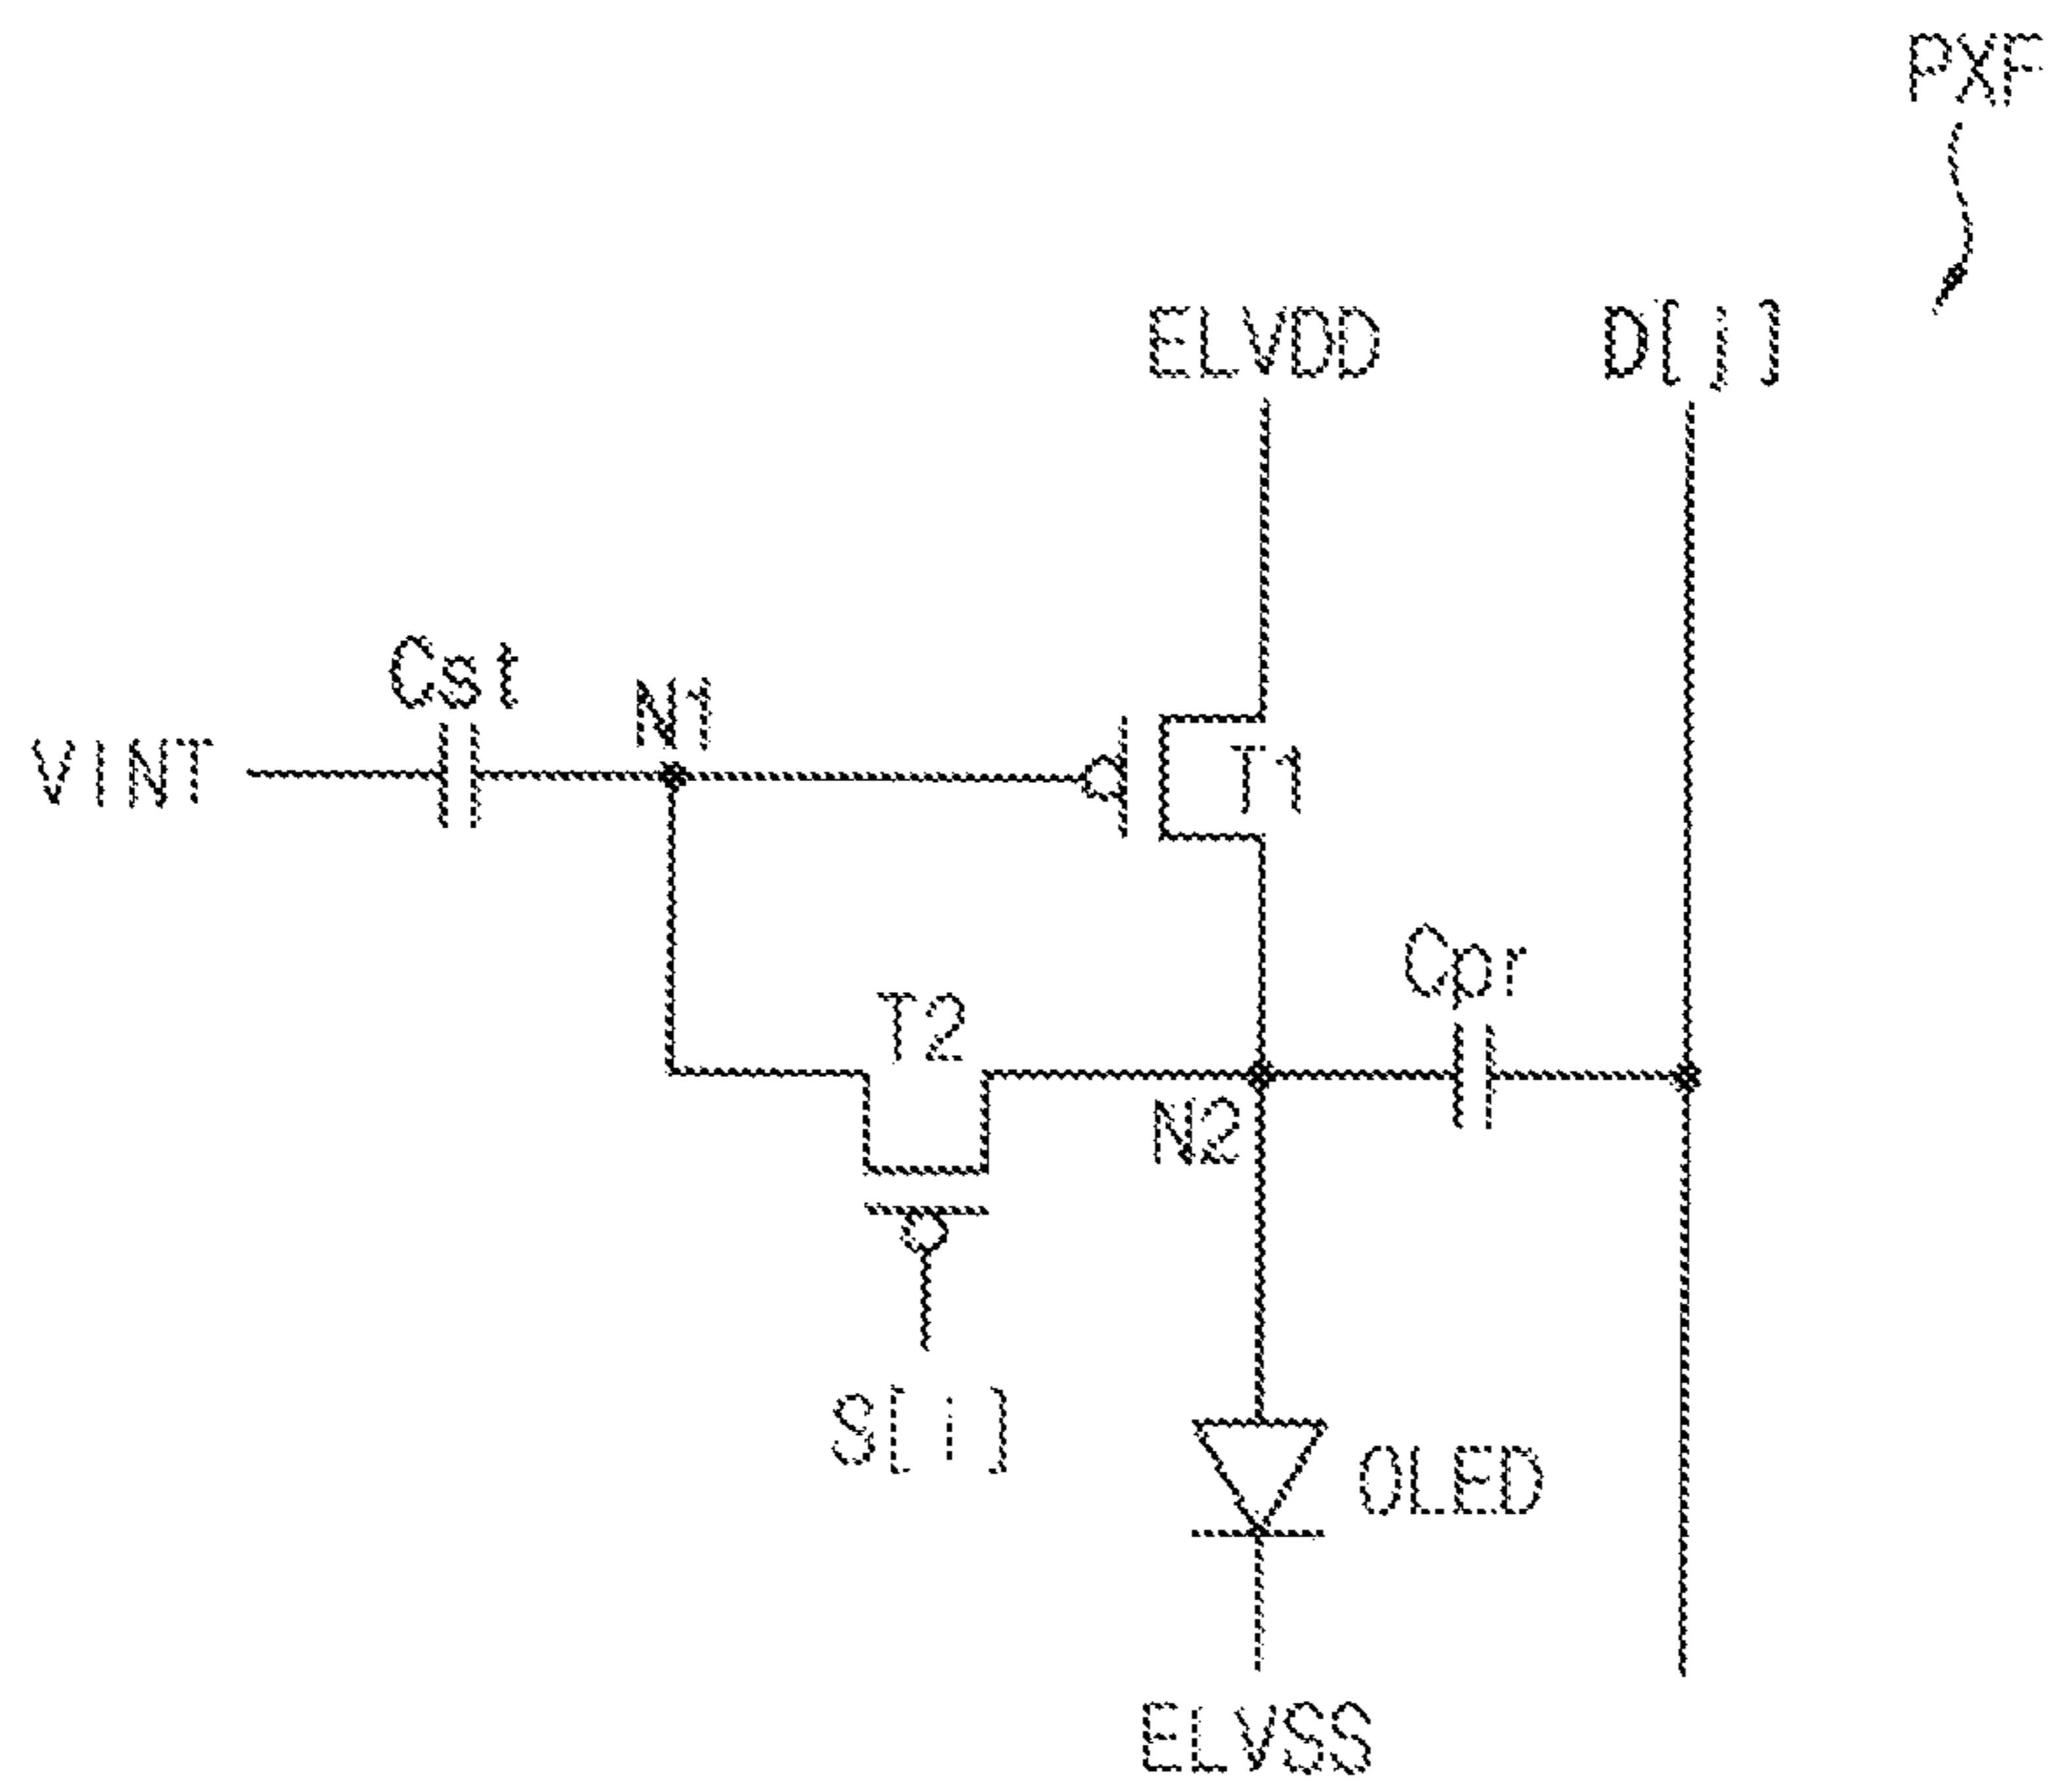 PXF
ELVDD D[j]
Cst
N1
VINT
T1
Cpr
T2
N2
S[i]
OLED
ELVSS